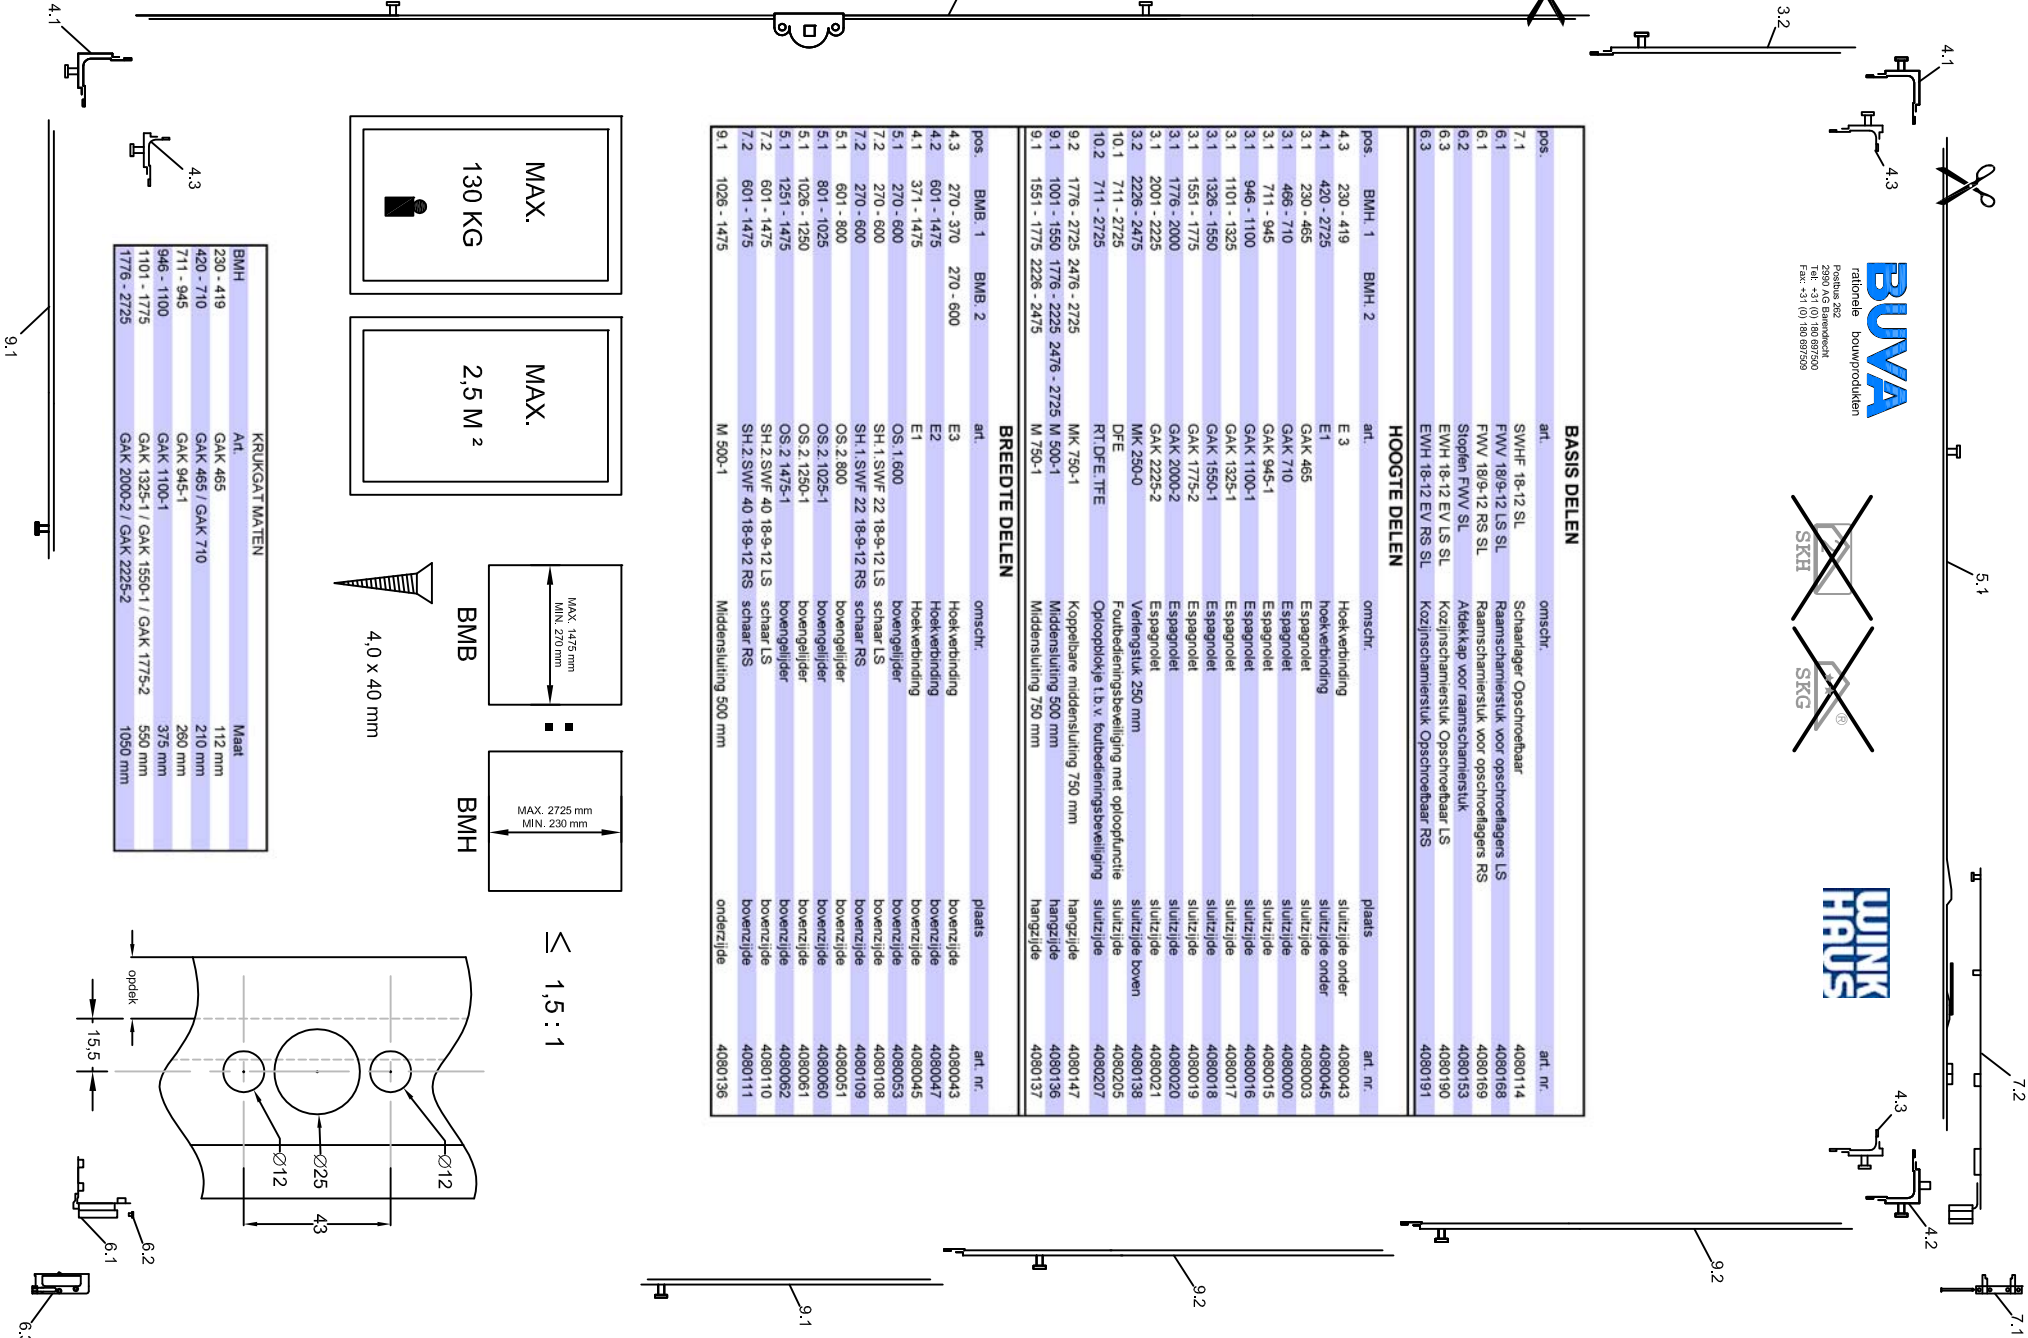 BUVA
rationele bouwprodukten
Postbus 262
2990 AG Barendrecht
Tel: +31 (0) 180 697500
Fax: +31 (0) 180 697509
SKH
SKG ®
WINK
HAUS
BASIS DELEN
pos. art. omschr. plaats art. nr.
7.1 SWHF 18-12 SL Schaarlager Opschroefbaar 4080114
6.1 FWV 18/9-12 LS SL Raamscharnierstuk voor opschroeflagers LS 4080168
6.1 FWV 18/9-12 RS SL Raamscharnierstuk voor opschroeflagers RS 4080169
6.2 Stopfen FWV SL Afdekkap voor raamscharnierstuk 4080153
6.3 EWH 18-12 EV LS SL Kozijnscharnierstuk Opschroefbaar LS 4080190
6.3 EWH 18-12 EV RS SL Kozijnscharnierstuk Opschroefbaar RS 4080191
HOOGTE DELEN
pos. BMH. 1 BMH. 2 art. omschr. plaats art. nr.
4.3 230 - 419 E 3 Hoekverbinding sluitzijde onder 4080043
4.1 420 - 2725 E1 hoekverbinding sluitzijde onder 4080045
3.1 230 - 465 GAK 465 Espagnolet sluitzijde 4080003
3.1 466 - 710 GAK 710 Espagnolet sluitzijde 4080000
3.1 711 - 945 GAK 945-1 Espagnolet sluitzijde 4080015
3.1 946 - 1100 GAK 1100-1 Espagnolet sluitzijde 4080016
3.1 1101 - 1325 GAK 1325-1 Espagnolet sluitzijde 4080017
3.1 1326 - 1550 GAK 1550-1 Espagnolet sluitzijde 4080018
3.1 1551 - 1775 GAK 1775-2 Espagnolet sluitzijde 4080019
3.1 1776 - 2000 GAK 2000-2 Espagnolet sluitzijde 4080020
3.1 2001 - 2225 GAK 2225-2 Espagnolet sluitzijde 4080021
3.2 2226 - 2475 MK 250-0 Verlengstuk 250 mm sluitzijde boven 4080138
10.1 711 - 2725 DFE Foutbedieningsbeveiliging met oploopfunctie sluitzijde 4080205
10.2 711 - 2725 RT.DFE.TFE Oploopblokje t.b.v. foutbedieningsbeveiliging sluitzijde 4080207
9.2 1776 - 2725 2476 - 2725 MK 750-1 Koppelbare middensluiting 750 mm hangzijde 4080147
9.1 1001 - 1550 1776 - 2225 2476 - 2725 M 500-1 Middensluiting 500 mm hangzijde 4080136
9.1 1551 - 1775 2226 - 2475 M 750-1 Middensluiting 750 mm hangzijde 4080137
BREEDTE DELEN
pos. BMB. 1 BMB. 2 art. omschr. plaats art. nr.
4.3 270 - 370 270 - 600 E3 Hoekverbinding bovenzijde 4080043
4.2 601 - 1475 E2 Hoekverbinding bovenzijde 4080047
4.1 371 - 1475 E1 Hoekverbinding bovenzijde 4080045
5.1 270 - 600 OS.1.600 bovengelijder bovenzijde 4080053
7.2 270 - 600 SH.1.SWF 22 18-9-12 LS schaar LS bovenzijde 4080108
7.2 270 - 600 SH.1.SWF 22 18-9-12 RS schaar RS bovenzijde 4080109
5.1 601 - 800 OS.2.800 bovengelijder bovenzijde 4080051
5.1 801 - 1025 OS.2.1025-1 bovengelijder bovenzijde 4080060
5.1 1026 - 1250 OS.2.1250-1 bovengelijder bovenzijde 4080061
5.1 1251 - 1475 OS.2 1475-1 bovengelijder bovenzijde 4080062
7.2 601 - 1475 SH.2.SWF 40 18-9-12 LS schaar LS bovenzijde 4080110
7.2 601 - 1475 SH.2.SWF 40 18-9-12 RS schaar RS bovenzijde 4080111
9.1 1026 - 1475 M 500-1 Middensluiting 500 mm onderzijde 4080136
MAX.
130 KG
MAX.
2,5 M ²
MAX. 1475 mm
MIN. 270 mm
BMB
:
MAX. 2725 mm
MIN. 230 mm
BMH
≤ 1,5 : 1
4,0 x 40 mm
KRUKGAT MATEN
BMH Art. Maat
230 - 419 GAK 465 112 mm
420 - 710 GAK 465 / GAK 710 210 mm
711 - 945 GAK 945-1 260 mm
946 - 1100 GAK 1100-1 375 mm
1101 - 1775 GAK 1325-1 / GAK 1550-1 / GAK 1775-2 550 mm
1776 - 2725 GAK 2000-2 / GAK 2225-2 1050 mm
opdek
15,5
Ø12
Ø25
Ø12
43
4.1
4.3
9.1
3.2
4.1
4.3
5.1
7.2
4.3
4.2
7.1
9.2
9.2
9.1
6.2
6.1